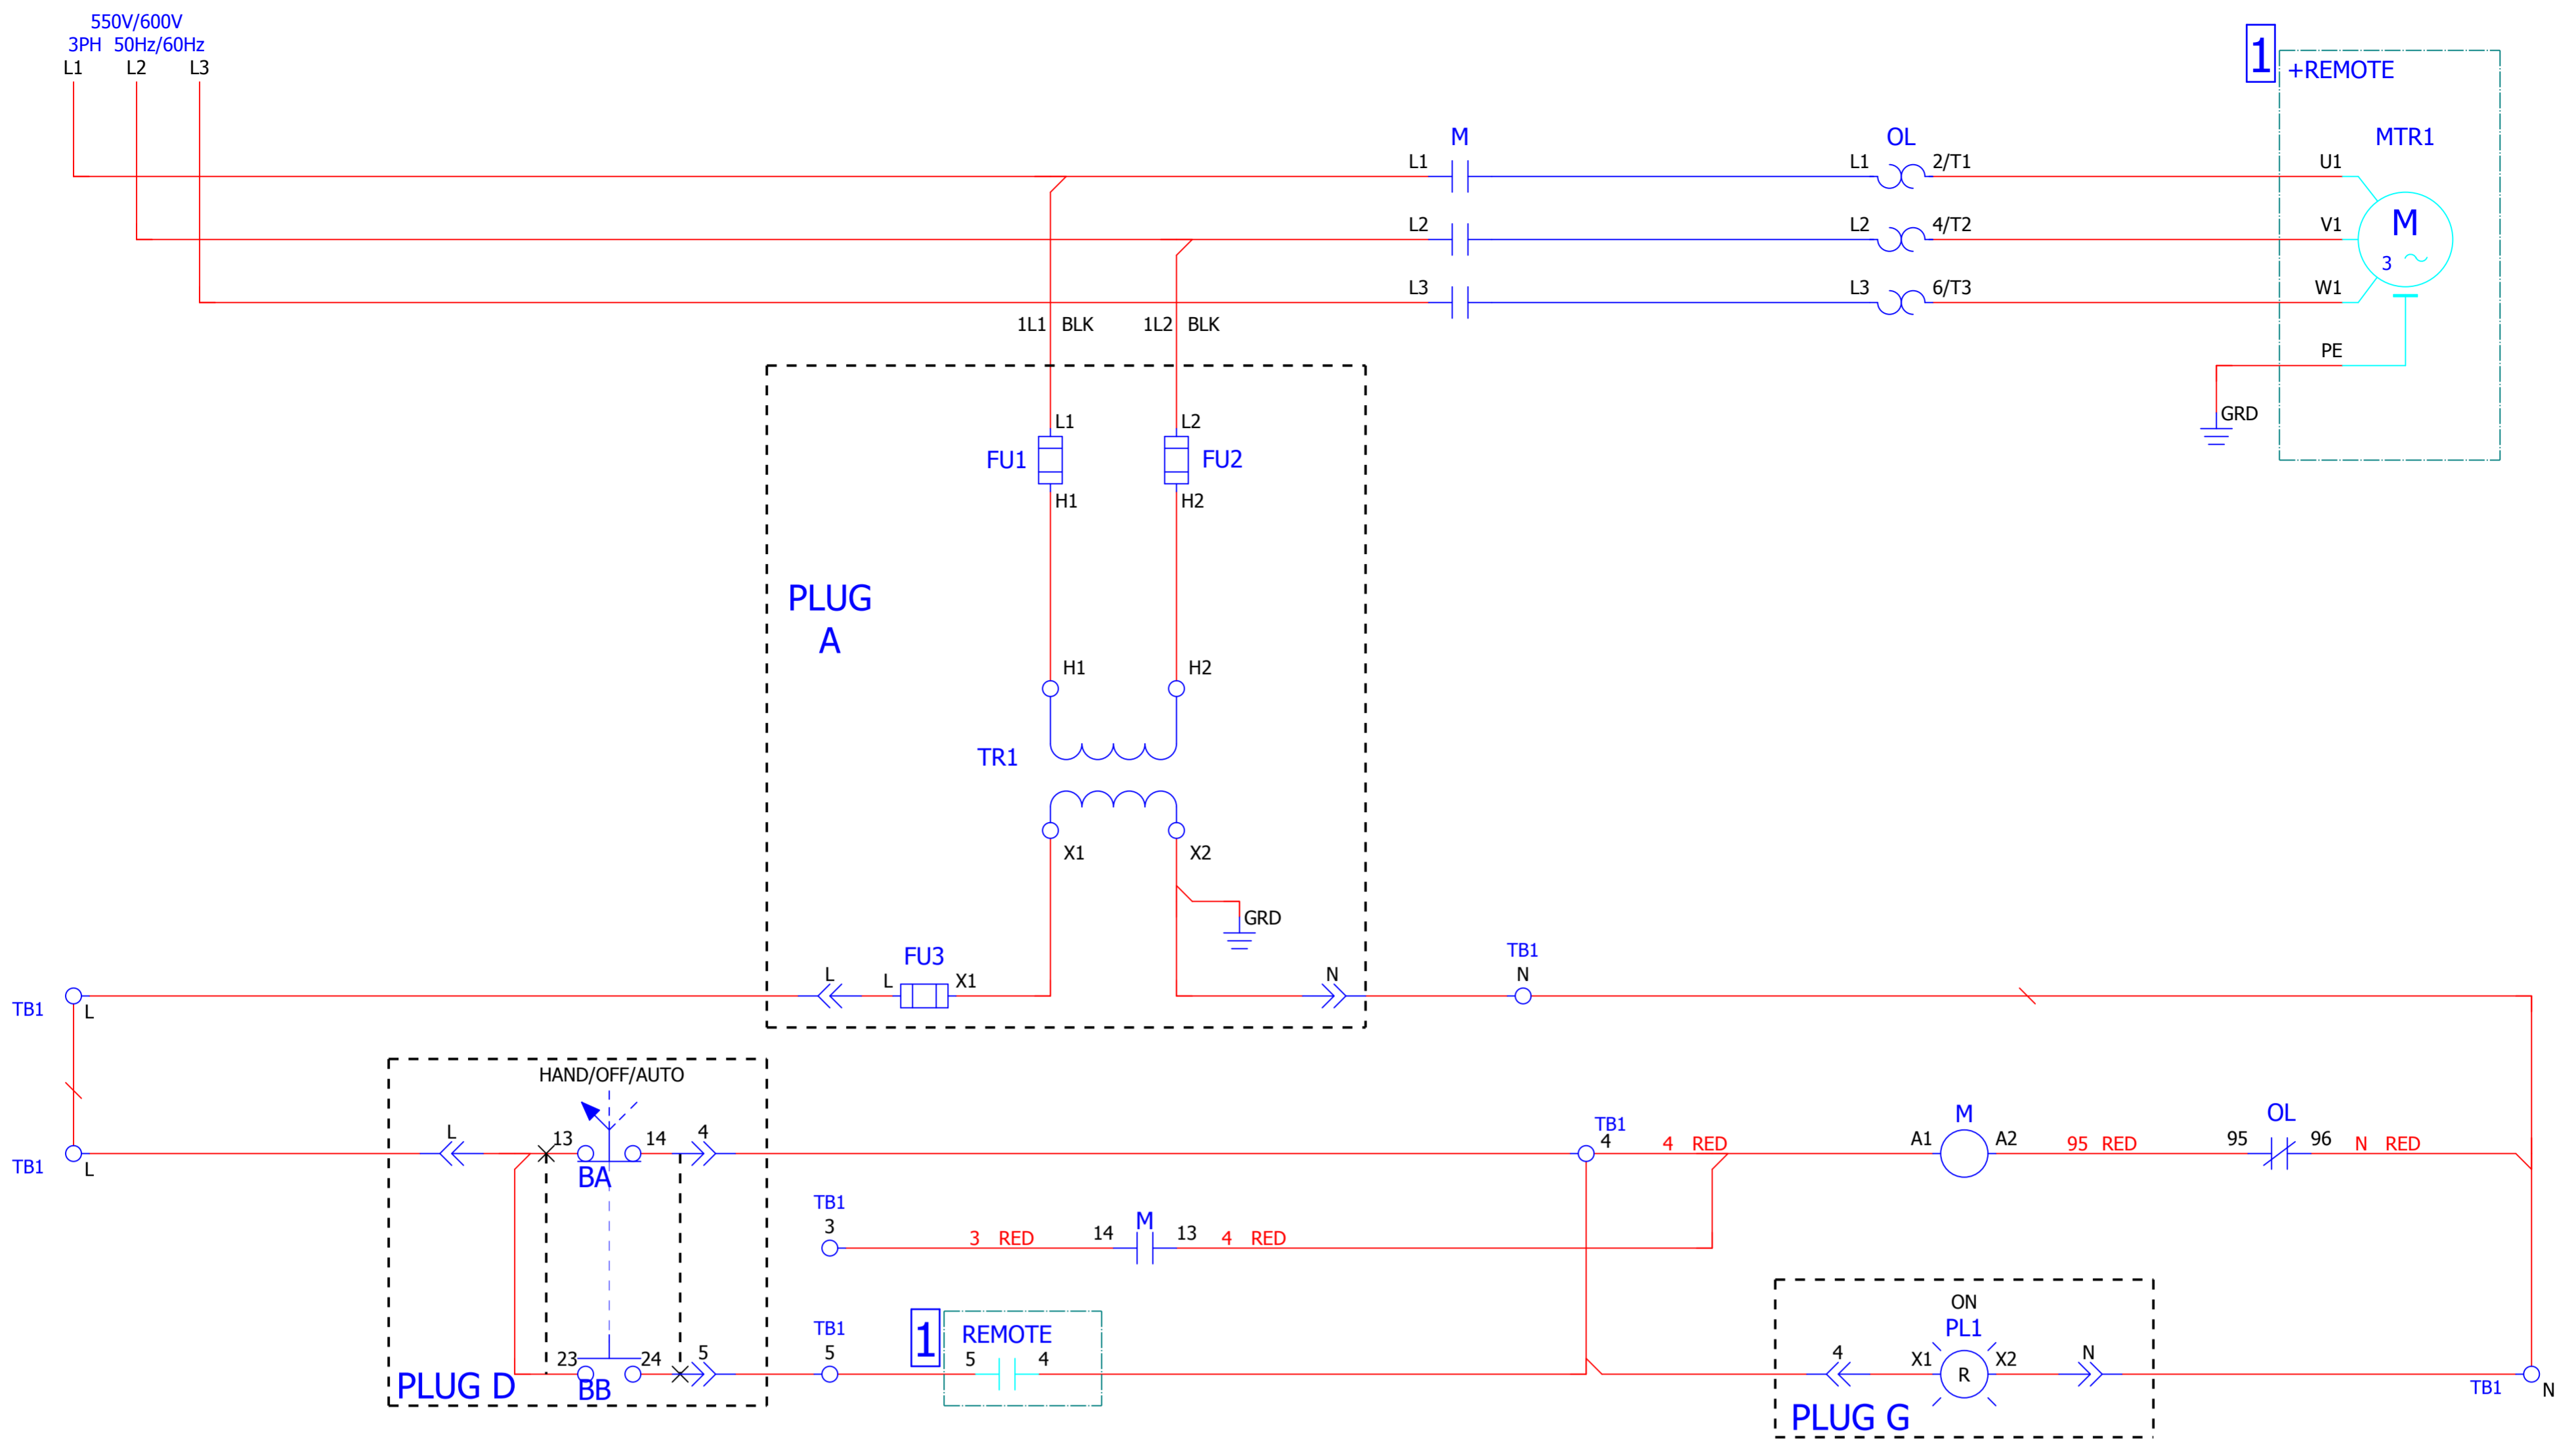 550V/600V
3PH 50Hz/60Hz
L1 L2 L3
1
+REMOTE
M OL MTR1
L1 L1 2/T1 U1
M
3
L2 L2 4/T2 V1
L3 L3 6/T3 W1
1L1 BLK 1L2 BLK
PE
GRD
L1 L2
FU1 FU2
H1 H2
PLUG
A
H1 H2
TR1
X1 X2
GRD
FU3
TB1
L L X1 N N
TB1 L
HAND/OFF/AUTO
TB1 L
L 13 14 4
BA
TB1
4 4 RED
M
A1 A2 95 RED
OL
95 96 N RED
TB1
3 3 RED 14 M 13 4 RED
TB1
5
1
REMOTE
5 4
23 24 5
BB
PLUG D
ON
PL1
4 X1 R X2 N
PLUG G
TB1 N